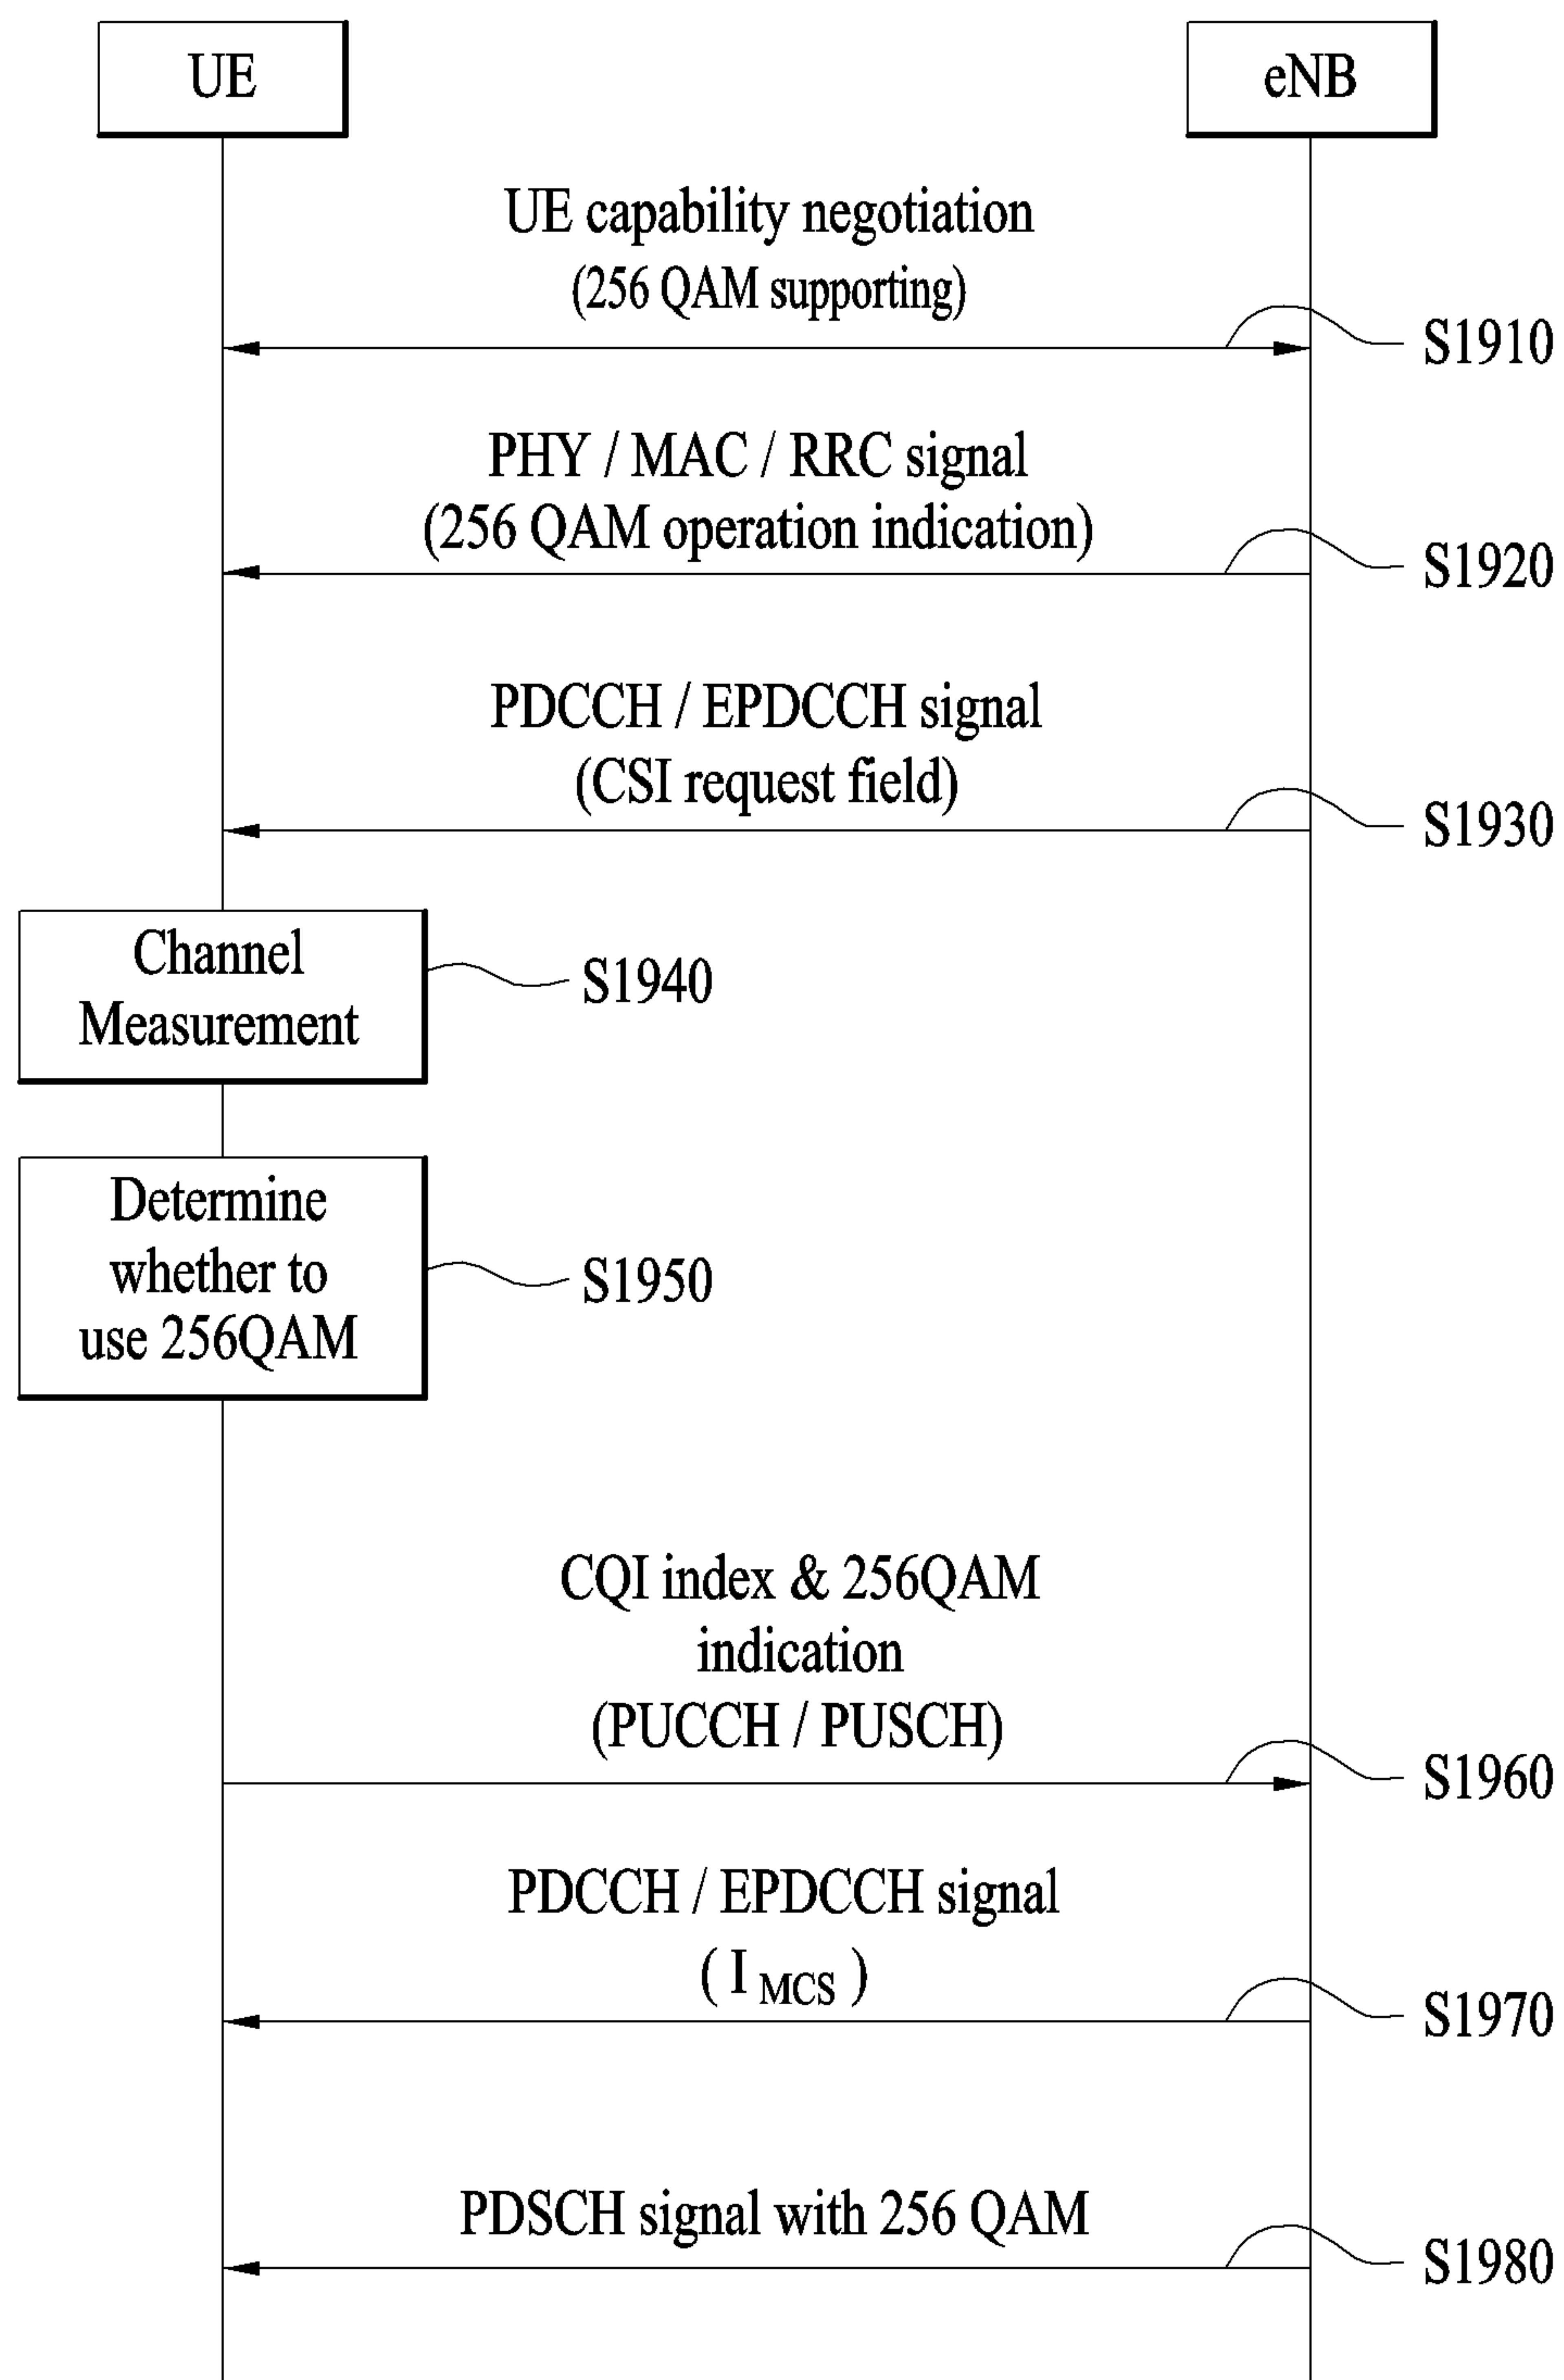 UE
eNB
UE capability negotiation
(256 QAM supporting)
S1910
PHY / MAC / RRC signal
(256 QAM operation indication)
S1920
PDCCH / EPDCCH signal
(CSI request field)
S1930
Channel
Measurement
S1940
Determine
whether to
use 256QAM
S1950
CQI index & 256QAM
indication
(PUCCH / PUSCH)
S1960
PDCCH / EPDCCH signal
( I MCS )
S1970
PDSCH signal with 256 QAM
S1980